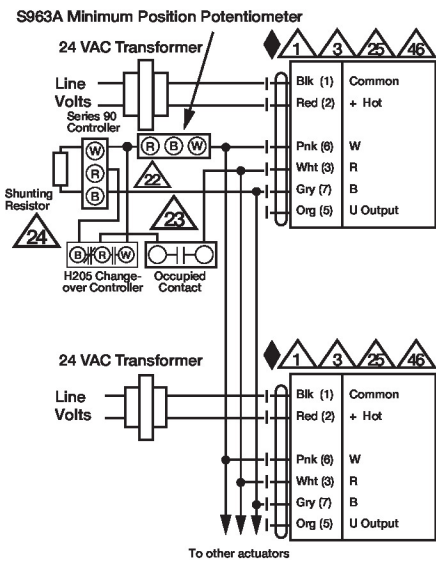 S963A Minimum Position Potentiometer
24 VAC Transformer
1 3 25 46
Line
Volts
Blk (1) Common
Red (2) + Hot
Series 90
Controller
W
R
B
R B W
Pnk (6) W
Wht (3) R
Gry (7) B
Org (5) U Output
22
Shunting
Resistor
24
23
B R W
H205 Change-
over Controller
Occupied
Contact
24 VAC Transformer
1 3 25 46
Line
Volts
Blk (1) Common
Red (2) + Hot
Pnk (6) W
Wht (3) R
Gry (7) B
Org (5) U Output
To other actuators